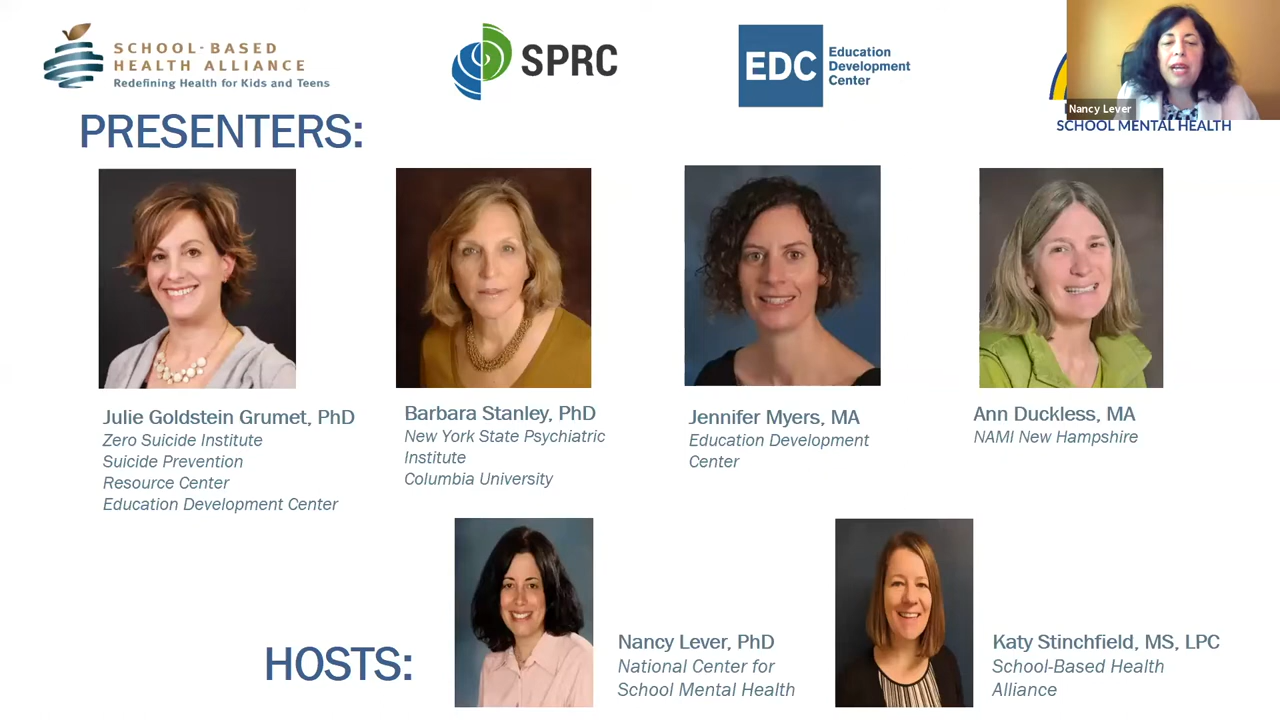 SCHOOL-BASED
HEALTH ALLIANCE
Redefining Health for Kids and Teens
SPRC
EDC
Education
Development
Center
Nancy Lever
SCHOOL MENTAL HEALTH
PRESENTERS:
Julie Goldstein Grumet, PhD
Zero Suicide Institute
Suicide Prevention
Resource Center
Education Development Center
Barbara Stanley, PhD
New York State Psychiatric
Institute
Columbia University
Jennifer Myers, MA
Education Development
Center
Ann Duckless, MA
NAMI New Hampshire
HOSTS:
Nancy Lever, PhD
National Center for
School Mental Health
Katy Stinchfield, MS, LPC
School-Based Health
Alliance